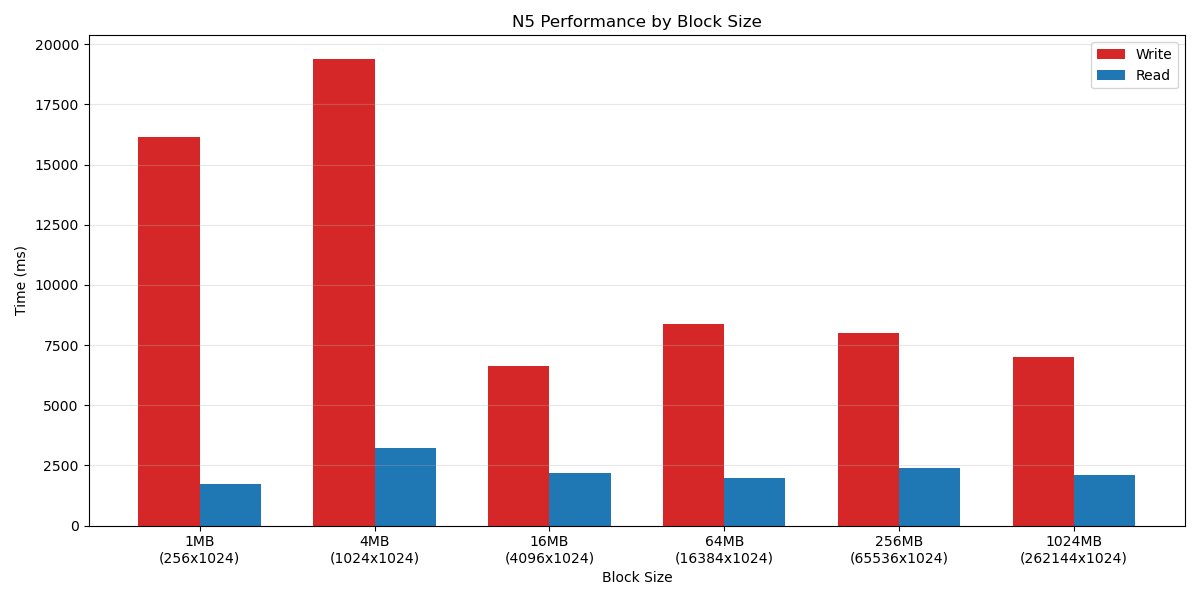 N5 Performance by Block Size
Write
Read
Time (ms)
20000
17500
15000
12500
10000
7500
5000
2500
0
1MB
(256x1024)
4MB
(1024x1024)
16MB
(4096x1024)
64MB
(16384x1024)
256MB
(65536x1024)
1024MB
(262144x1024)
Block Size